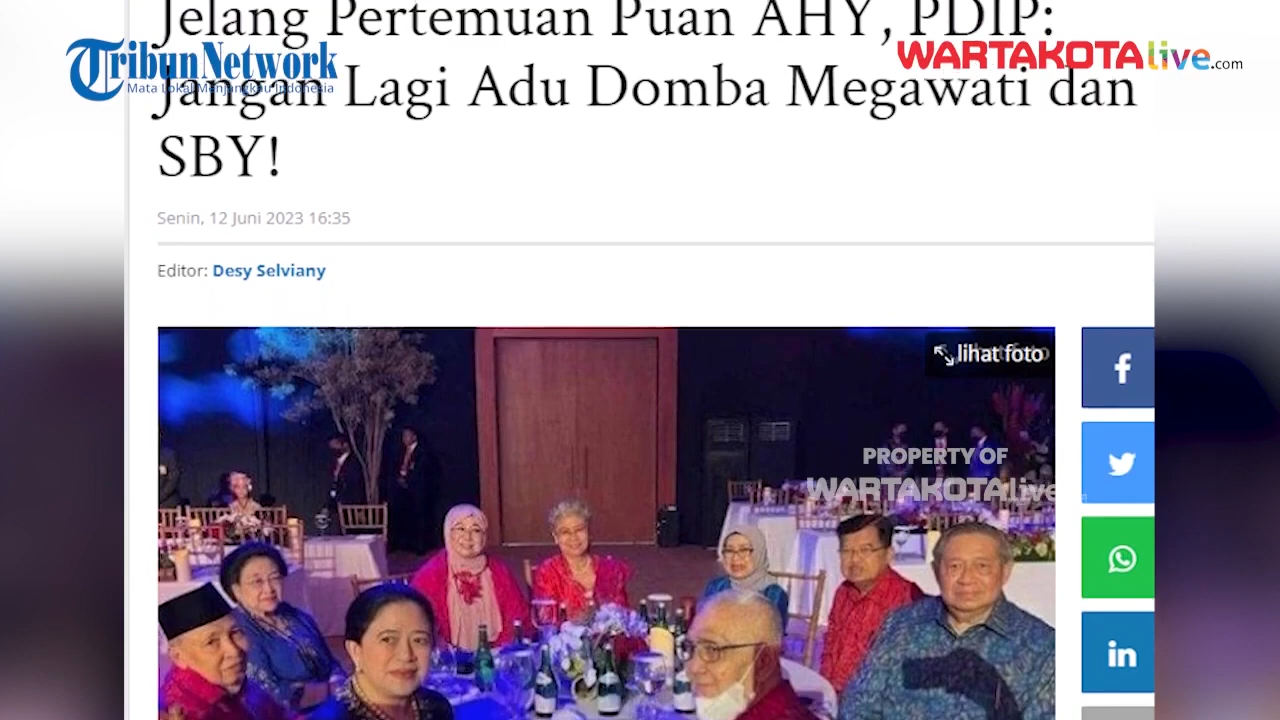 Jelang Pertemuan Puan AHY, PDIP:
TribunNetwork
Mata Lokal Menjangkau Indonesia
WARTAKOTAlive.com
Jangan Lagi Adu Domba Megawati dan
SBY!
Senin, 12 Juni 2023 16:35
Editor: Desy Selviany
lihat foto
PROPERTY OF
WARTAKOTAlive
f
in